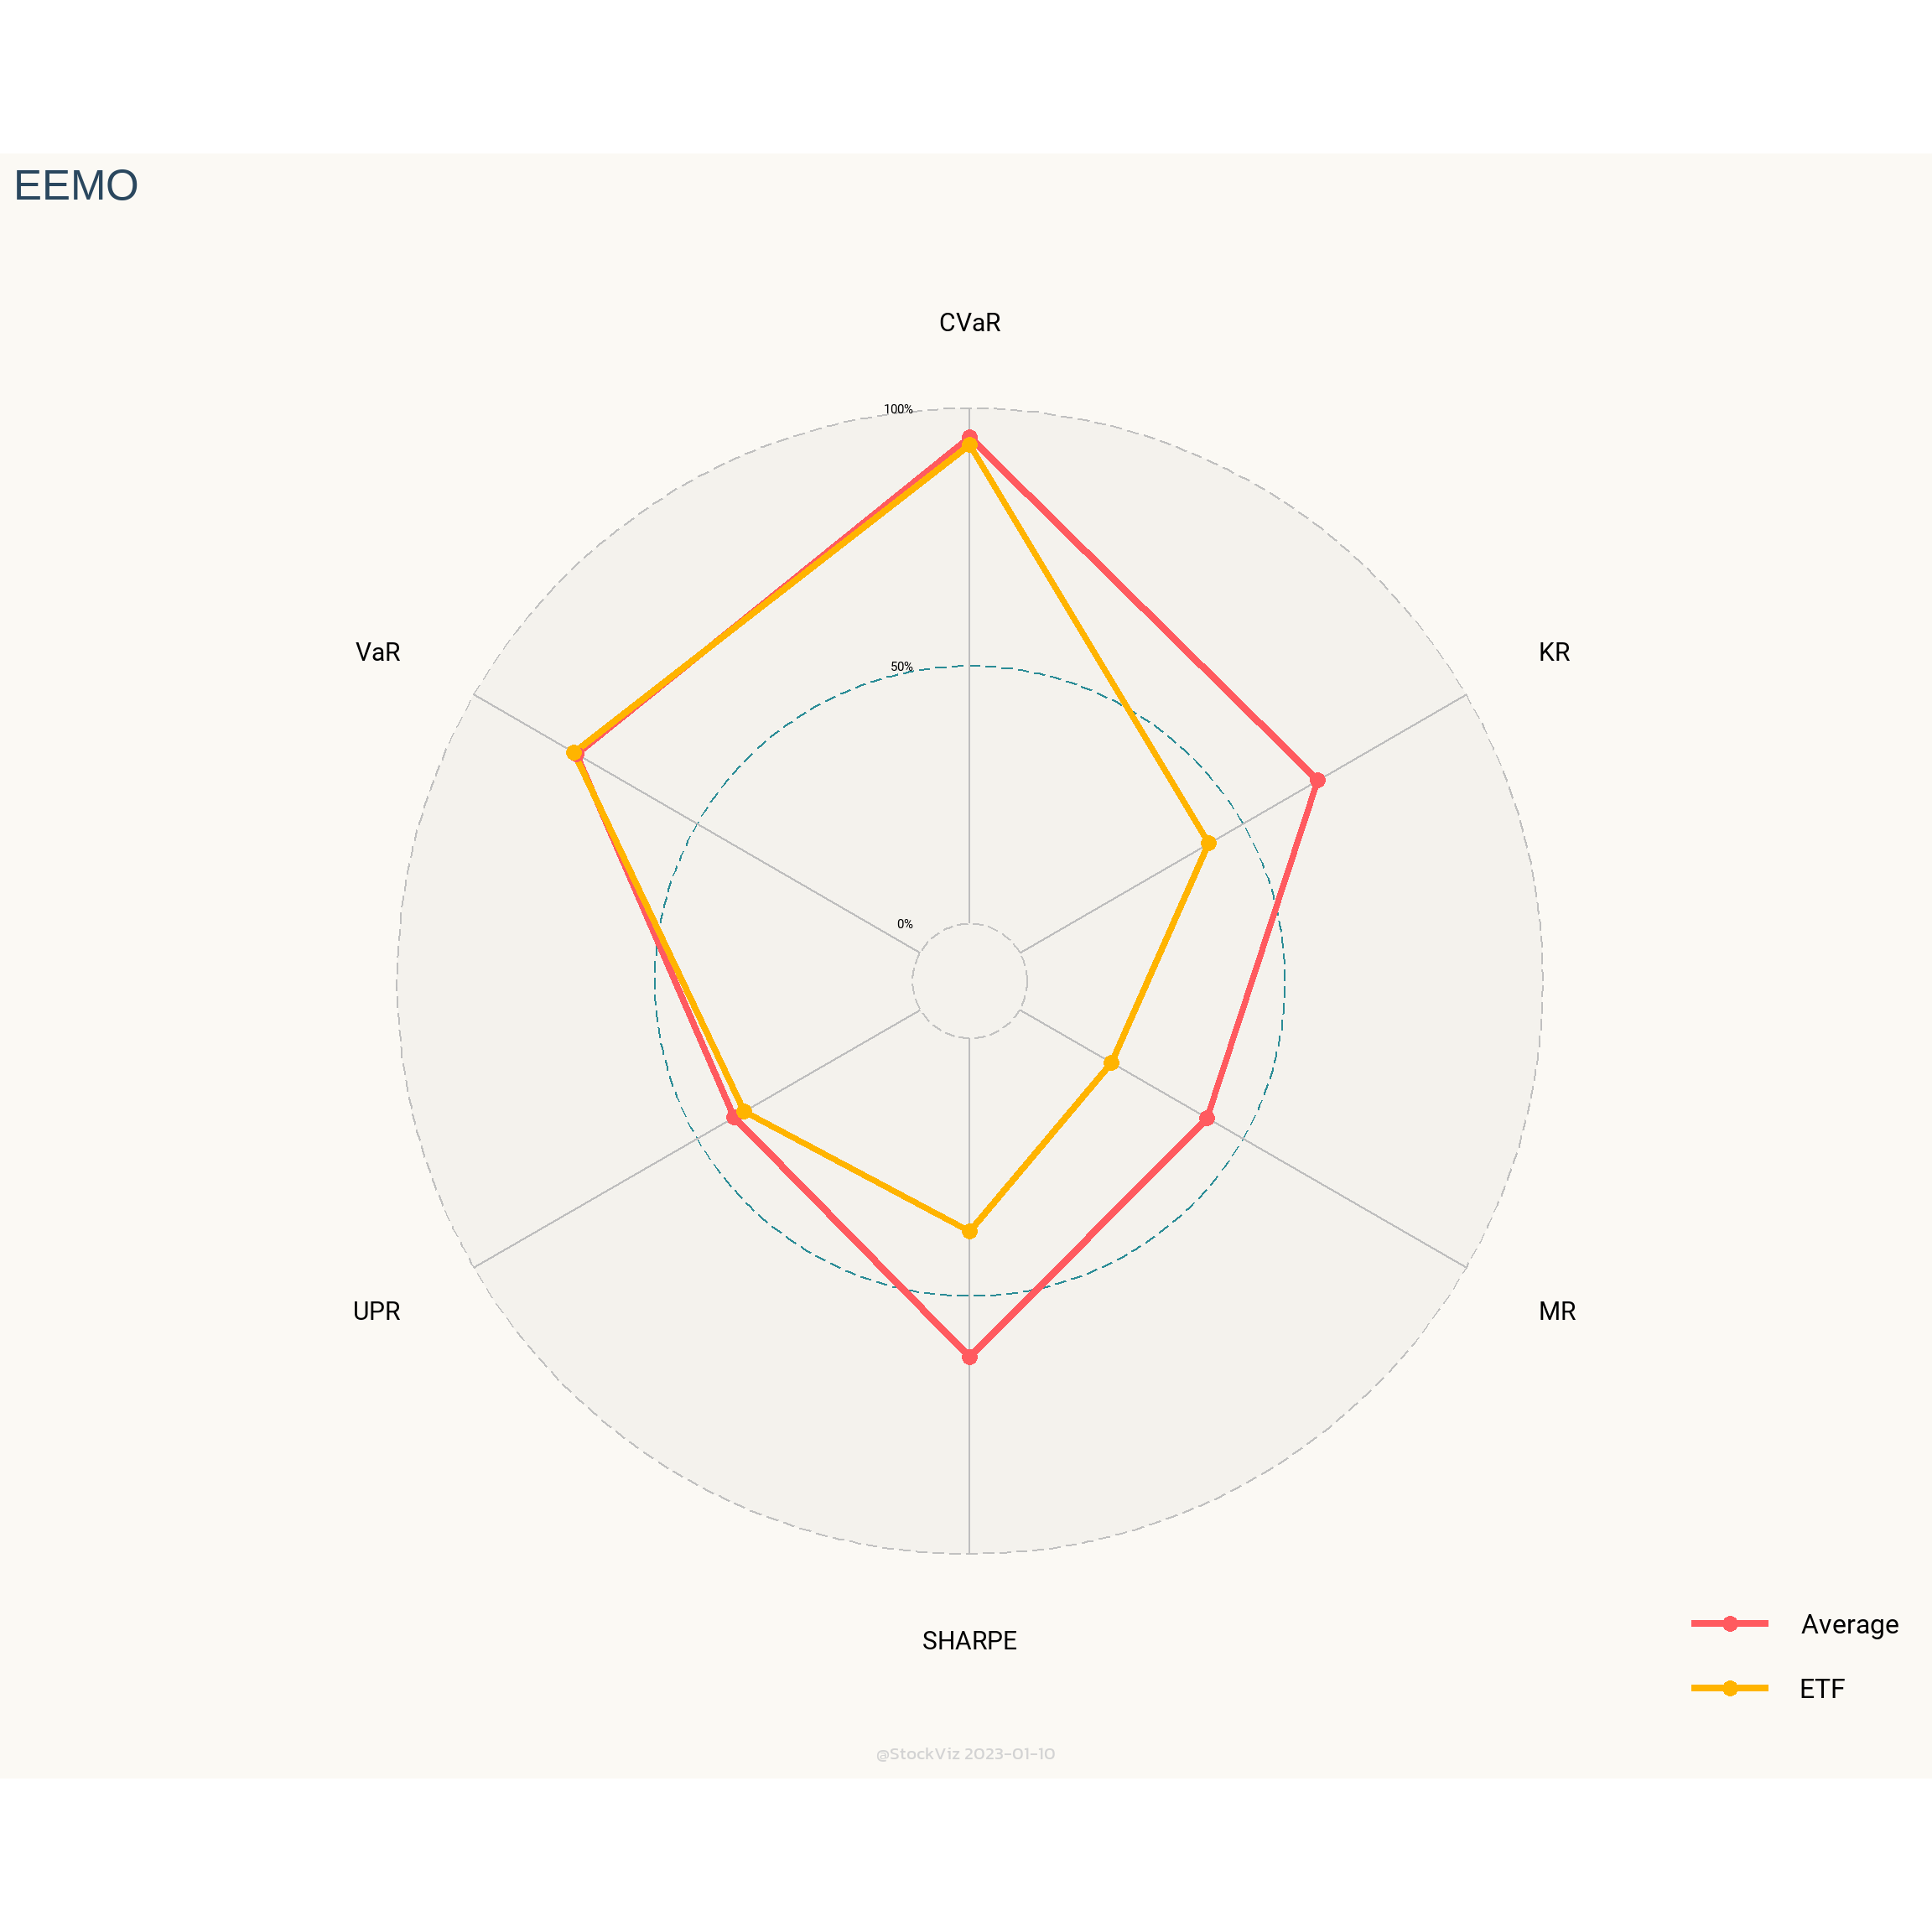 EEMO
CVaR
100%
VaR
KR
50%
0%
UPR
MR
SHARPE
Average
ETF
@StockViz 2023-01-10